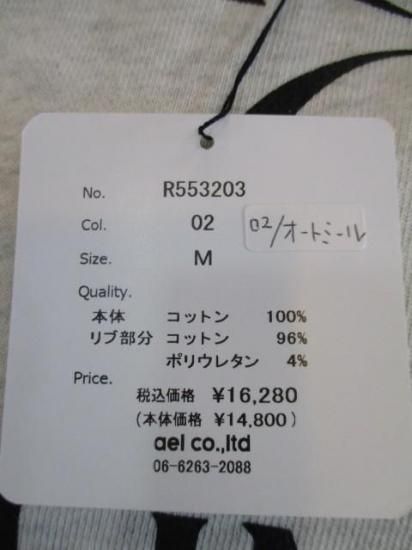 No. R553203
Col. 02 02/オートミール
Size. M
Quality.
本体 コットン 100%
リブ部分 コットン 96%
ポリウレタン 4%
Price.
税込価格 ¥16,280
(本体価格 ¥14,800)
ael co.,ltd
06-6263-2088